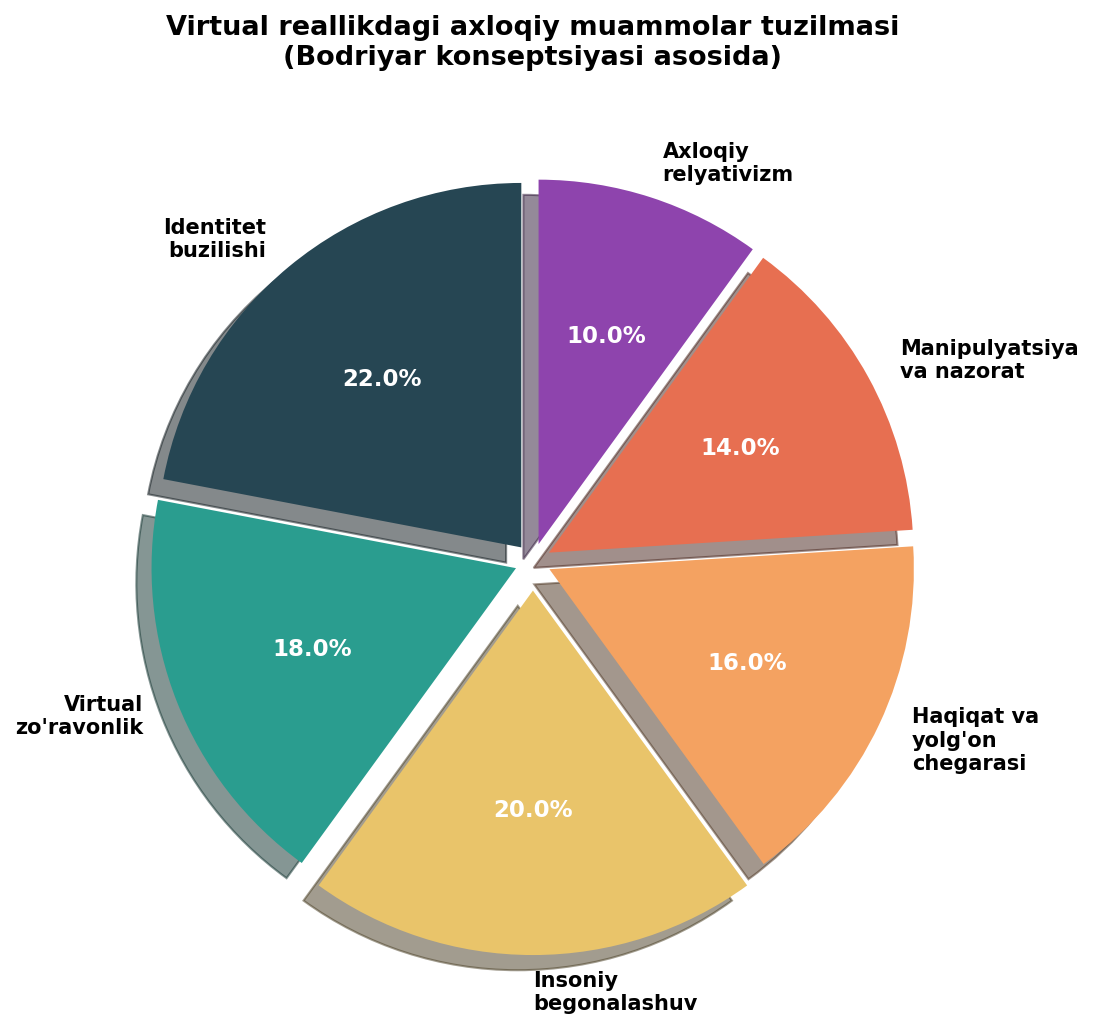 Virtual reallikdagi axloqiy muammolar tuzilmasi
(Bodriyar konseptsiyasi asosida)
Axloqiy
relyativizm
Identitet
buzilishi
10.0%
Manipulyatsiya
va nazorat
22.0%
14.0%
18.0%
16.0%
Virtual
zo'ravonlik
Haqiqat va
yolg'on
chegarasi
20.0%
Insoniy
begonalashuv